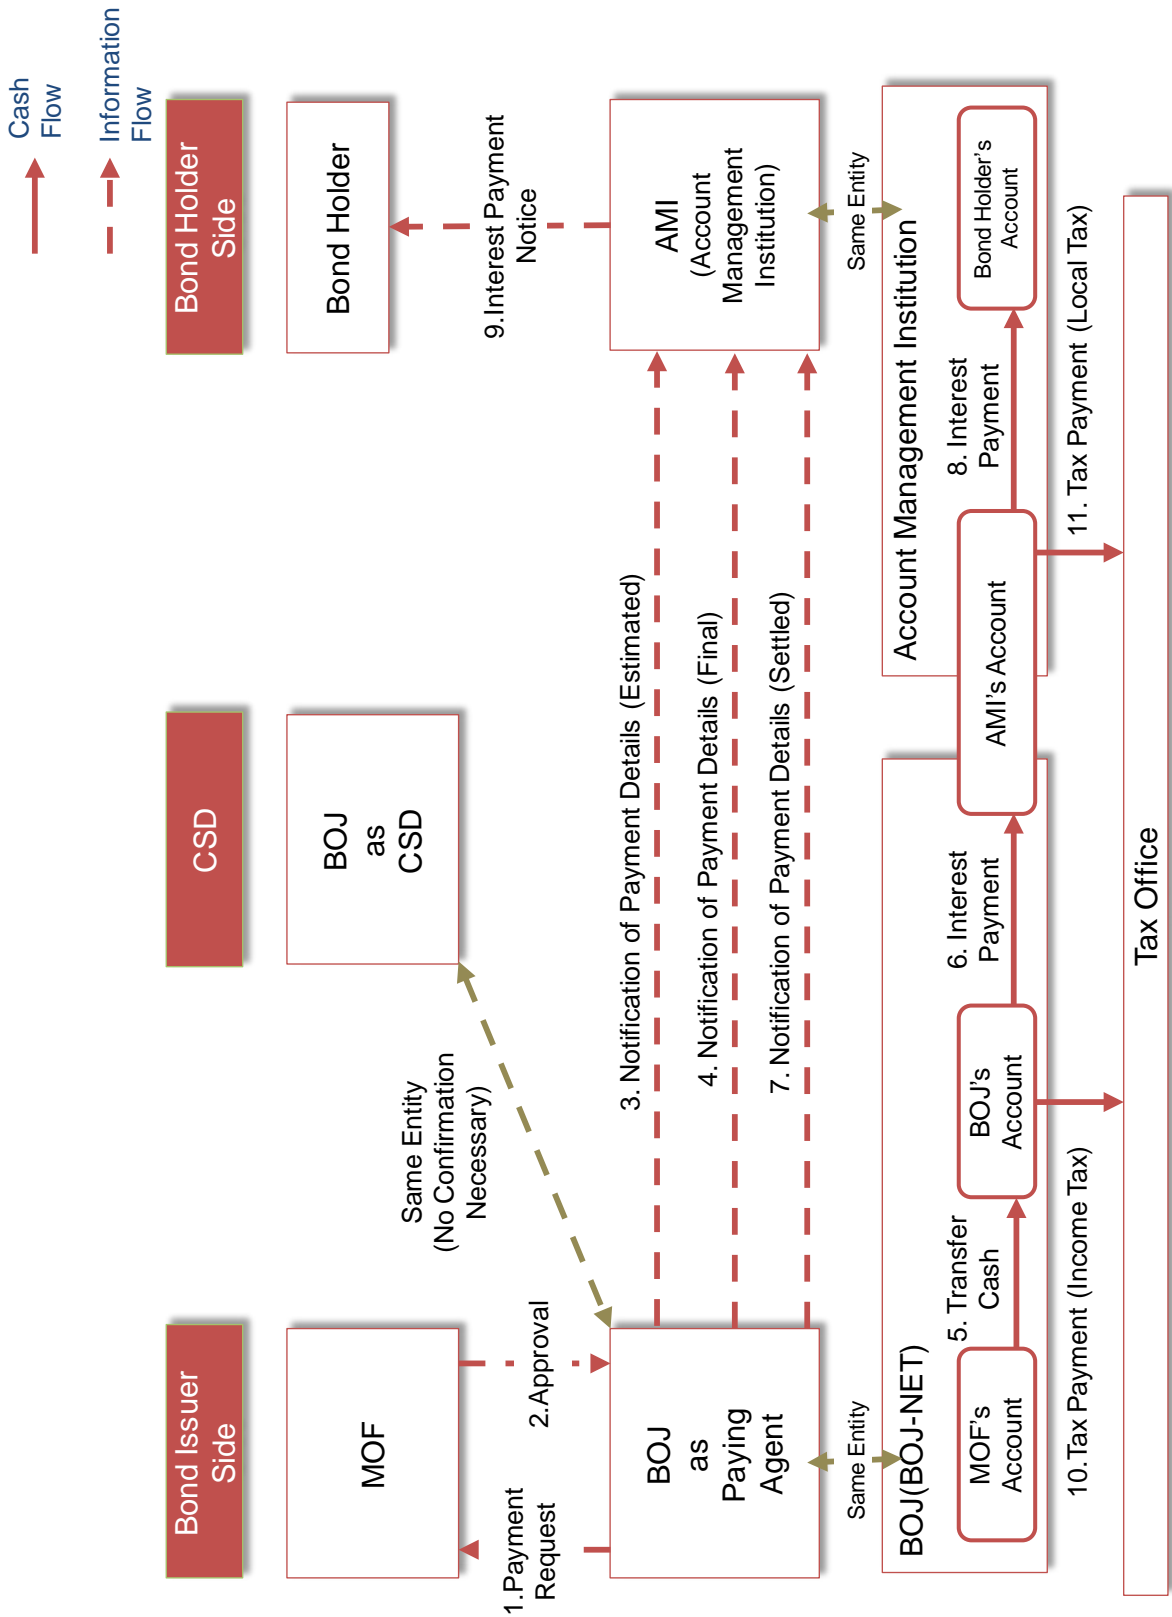 Cash
Flow
Information
Flow
Bond Issuer
Side
CSD
Bond Holder
Side
MOF
BOJ
as
CSD
Bond Holder
1.Payment
Request
2.Approval
Same Entity
(No Confirmation
Necessary)
9.Interest Payment
Notice
BOJ
as
Paying
Agent
3. Notification of Payment Details (Estimated)
4. Notification of Payment Details (Final)
7. Notification of Payment Details (Settled)
AMI
(Account
Management
Institution)
Same Entity
Same Entity
BOJ(BOJ-NET)
Account Management Institution
MOF's
Account
5. Transfer
Cash
BOJ's
Account
6. Interest
Payment
AMI's Account
8. Interest
Payment
Bond Holder's
Account
10.Tax Payment (Income Tax)
11. Tax Payment (Local Tax)
Tax Office